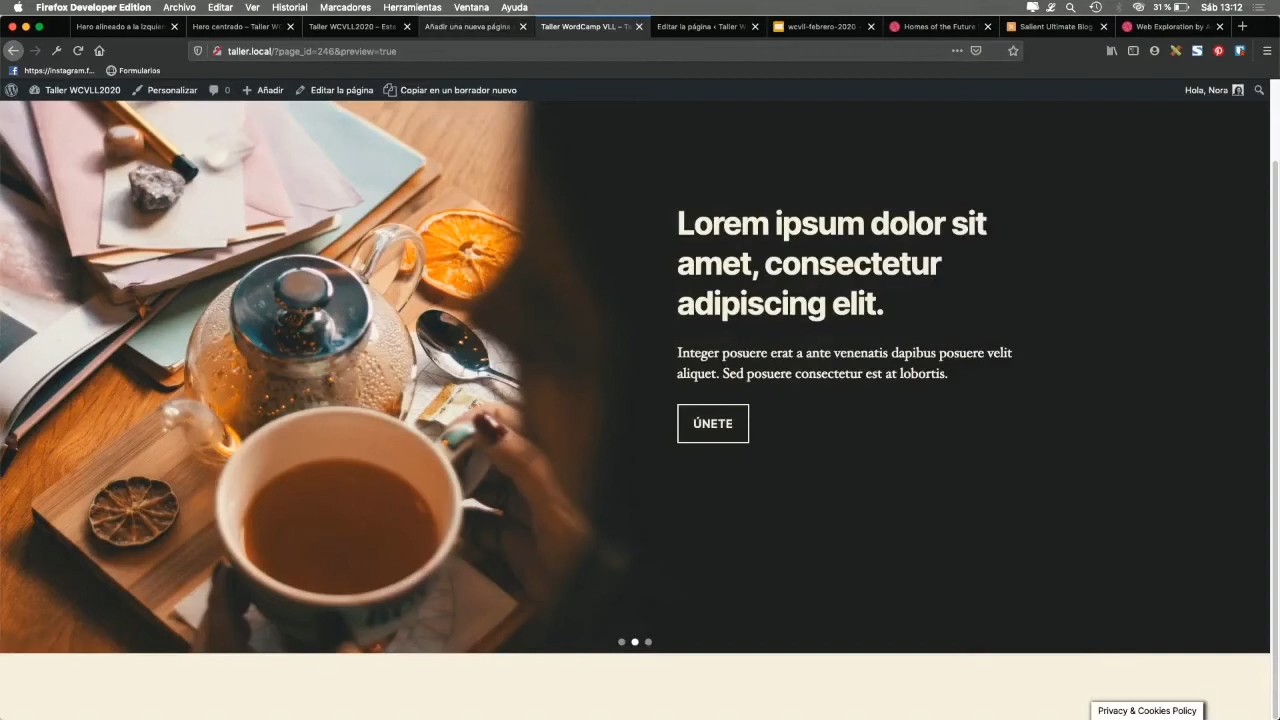 Firefox Developer Edition Archivo Editar Ver Historial Marcadores Herramientas Ventana Ayuda 31 % Sáb 13:12
Hero alineado a la Izquier Hero centrado – Taller WC Taller WCVLL2020 – Este Añadir una nueva página Taller WordCamp VLL – T Editar la página ‹ Taller W wcvll-febrero-2020 Homes of the Future Salient Ultimate Blog Web Exploration by A
taller.local/?page_id=246&preview=true
https://instagram.f... Formularios
Taller WCVLL2020 Personalizar 0 Añadir Editar la página Copiar en un borrador nuevo Hola, Nora
Lorem ipsum dolor sit
amet, consectetur
adipiscing elit.
Integer posuere erat a ante venenatis dapibus posuere velit
aliquet. Sed posuere consectetur est at lobortis.
ÚNETE
Privacy & Cookies Policy